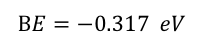 BE = −0.317 eV